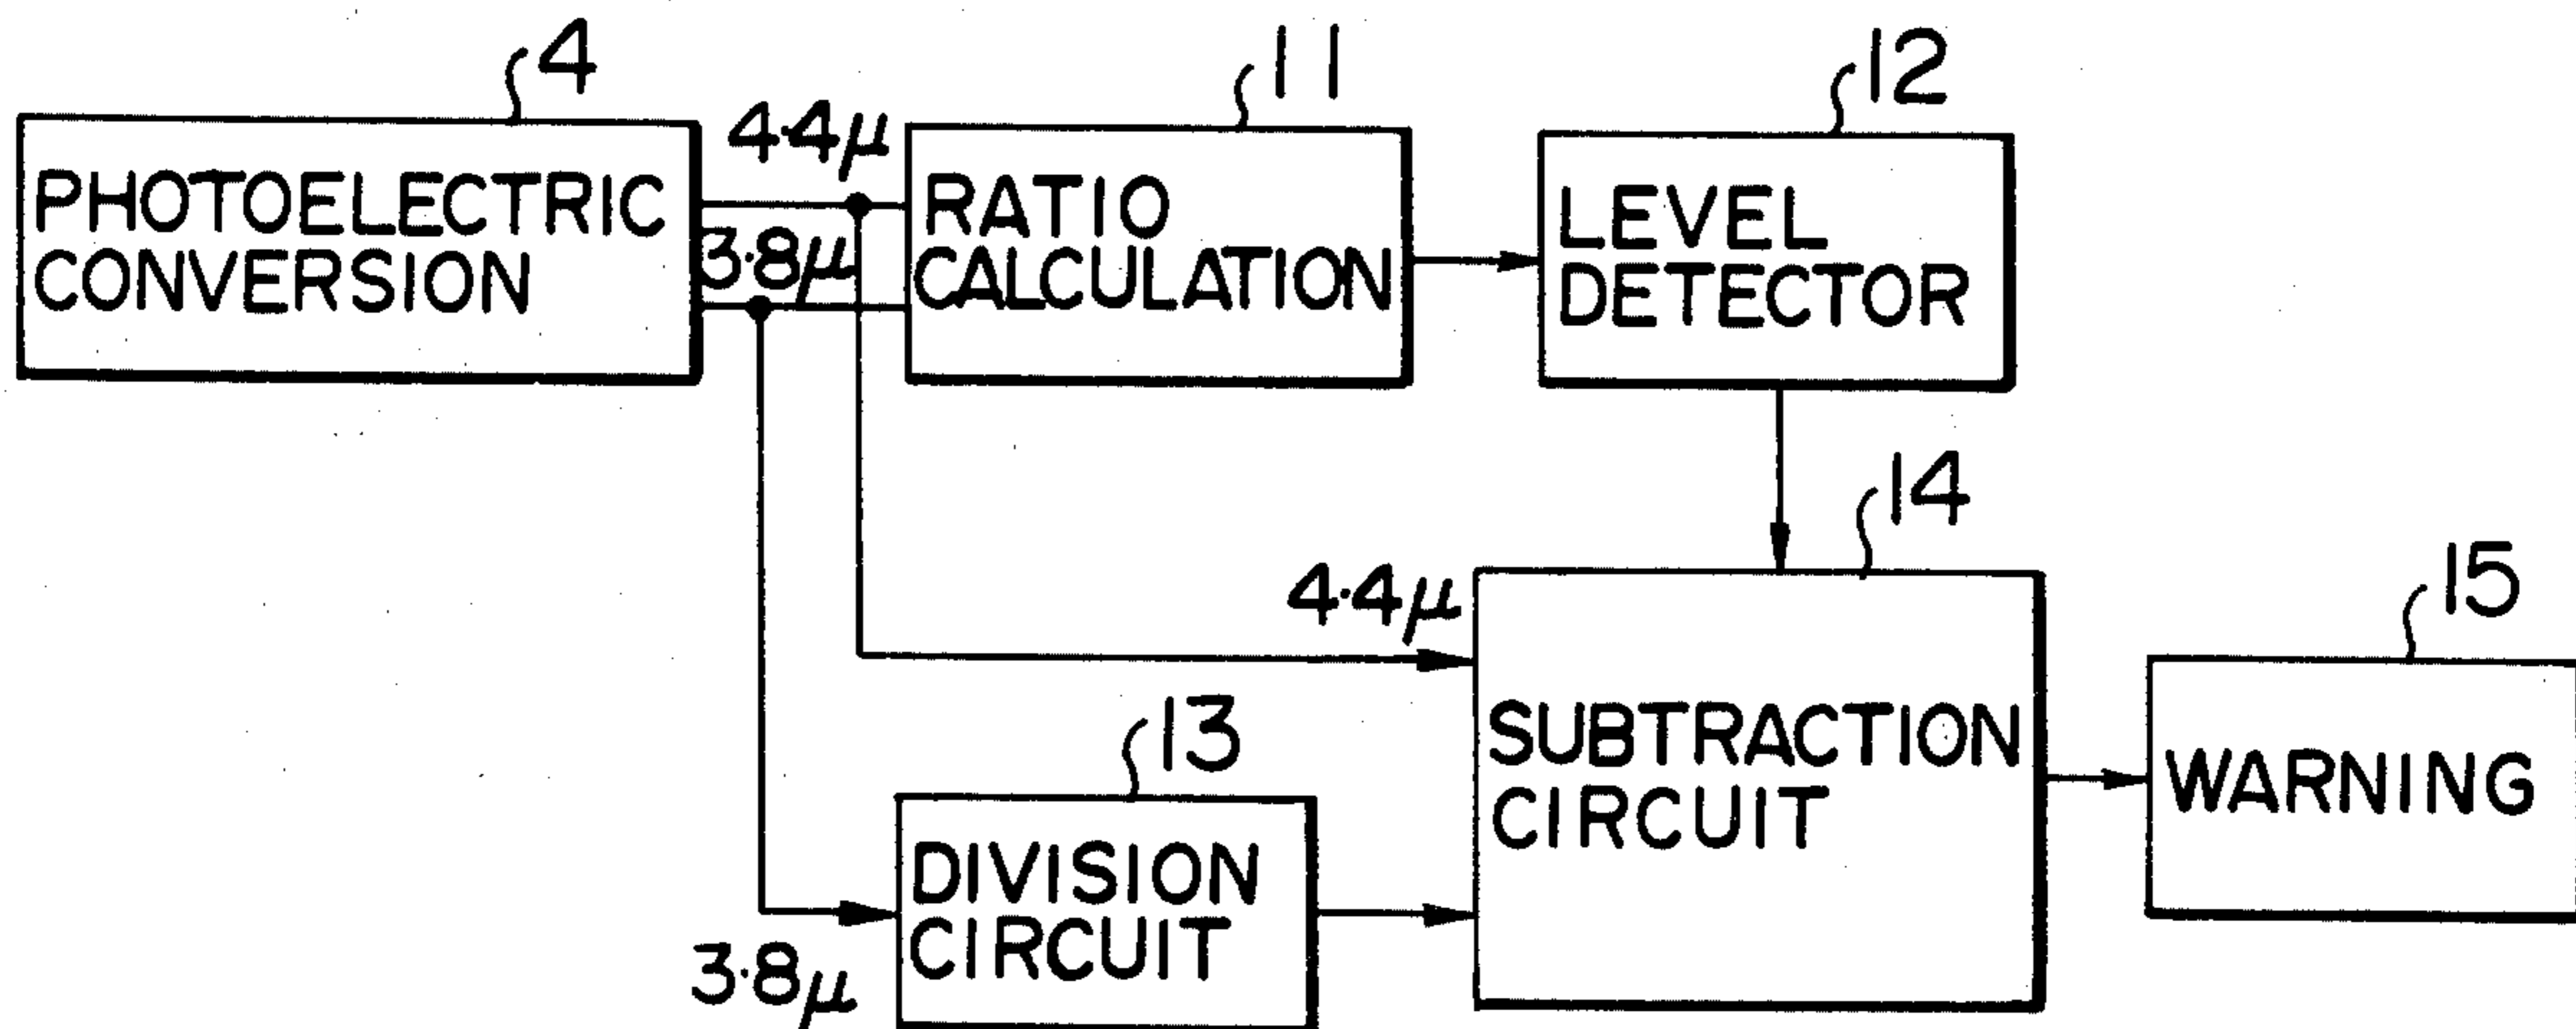 4
11
12
4.4μ
PHOTOELECTRIC
CONVERSION
3.8μ
RATIO
CALCULATION
LEVEL
DETECTOR
14
4.4μ
15
13
SUBTRACTION
CIRCUIT
WARNING
DIVISION
CIRCUIT
3.8μ